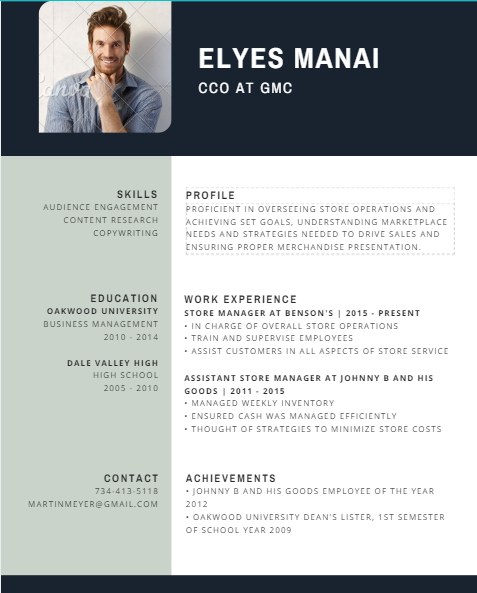 Canva
ELYES MANAI
CCO AT GMC
SKILLS
AUDIENCE ENGAGEMENT
CONTENT RESEARCH
COPYWRITING
PROFILE
PROFICIENT IN OVERSEEING STORE OPERATIONS AND
ACHIEVING SET GOALS, UNDERSTANDING MARKETPLACE
NEEDS AND STRATEGIES NEEDED TO DRIVE SALES AND
ENSURING PROPER MERCHANDISE PRESENTATION.
EDUCATION
OAKWOOD UNIVERSITY
BUSINESS MANAGEMENT
2010 - 2014
DALE VALLEY HIGH
HIGH SCHOOL
2005 - 2010
WORK EXPERIENCE
STORE MANAGER AT BENSON'S | 2015 - PRESENT
• IN CHARGE OF OVERALL STORE OPERATIONS
• TRAIN AND SUPERVISE EMPLOYEES
• ASSIST CUSTOMERS IN ALL ASPECTS OF STORE SERVICE
ASSISTANT STORE MANAGER AT JOHNNY B AND HIS
GOODS | 2011 - 2015
• MANAGED WEEKLY INVENTORY
• ENSURED CASH WAS MANAGED EFFICIENTLY
• THOUGHT OF STRATEGIES TO MINIMIZE STORE COSTS
CONTACT
734-413-5118
MARTINMEYER@GMAIL.COM
ACHIEVEMENTS
• JOHNNY B AND HIS GOODS EMPLOYEE OF THE YEAR
2012
• OAKWOOD UNIVERSITY DEAN'S LISTER, 1ST SEMESTER
OF SCHOOL YEAR 2009